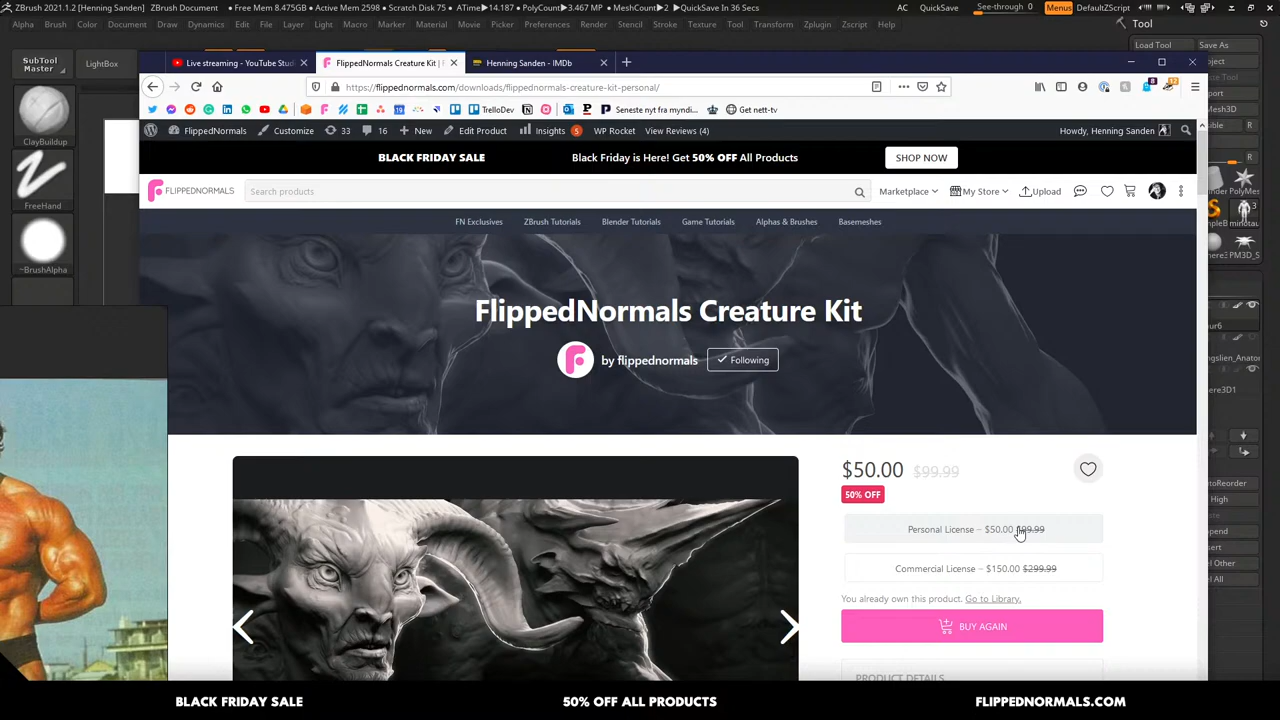 ZBrush 2021.1.2 [Henning Sanden] ZBrush Document • Free Mem 8.475GB • Active Mem 2598 • Scratch Disk 75 • ATime▶14.187 • PolyCount▶3.467 MP • MeshCount▶2 ▶QuickSave In 36 Secs AC QuickSave See-through 0 Menus DefaultZScript
Alpha Brush Color Document Draw Dynamics Edit File Layer Light Macro Marker Material Movie Picker Preferences Render Stencil Stroke Texture Tool Transform Zplugin Zscript Help Tool
Load Tool Save As
SubTool
Master
LightBox
Live streaming - YouTube Stud
FlippedNormals Creature Kit |
Henning Sanden - IMDb
https://flippednormals.com/downloads/flippednormals-creature-kit-personal/
TrelloDev Seneste nyt fra myndi... Get nett-tv
FlippedNormals Customize 33 16 New Edit Product Insights 5 WP Rocket View Reviews (4) Howdy, Henning Sanden
BLACK FRIDAY SALE Black Friday is Here! Get 50% OFF All Products SHOP NOW
FLIPPEDNORMALS Search products Marketplace My Store Upload
FN Exclusives ZBrush Tutorials Blender Tutorials Game Tutorials Alphas & Brushes Basemeshes
ClayBuildup
FreeHand
~BrushAlpha
FlippedNormals Creature Kit
by flippednormals Following
$50.00 $99.99
50% OFF
Personal License – $50.00 $99.99
Commercial License – $150.00 $299.99
You already own this product. Go to Library.
BUY AGAIN
PRODUCT DETAILS
BLACK FRIDAY SALE 50% OFF ALL PRODUCTS FLIPPEDNORMALS.COM